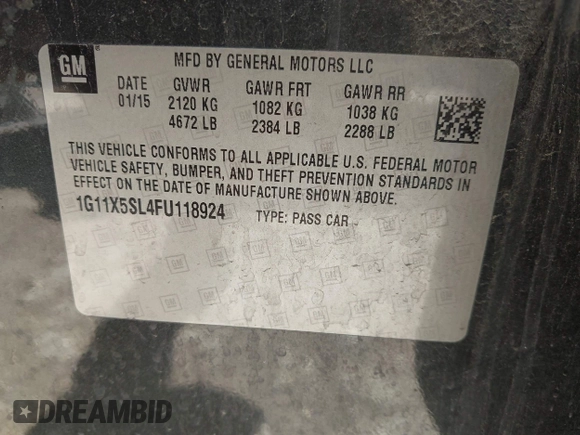 GM
®
MFD BY GENERAL MOTORS LLC
DATE GVWR GAWR FRT GAWR RR
01/15 2120 KG 1082 KG 1038 KG
4672 LB 2384 LB 2288 LB
THIS VEHICLE CONFORMS TO ALL APPLICABLE U.S. FEDERAL MOTOR
VEHICLE SAFETY, BUMPER, AND THEFT PREVENTION STANDARDS IN
EFFECT ON THE DATE OF MANUFACTURE SHOWN ABOVE.
1G11X5SL4FU118924 TYPE: PASS CAR
DREAMBID